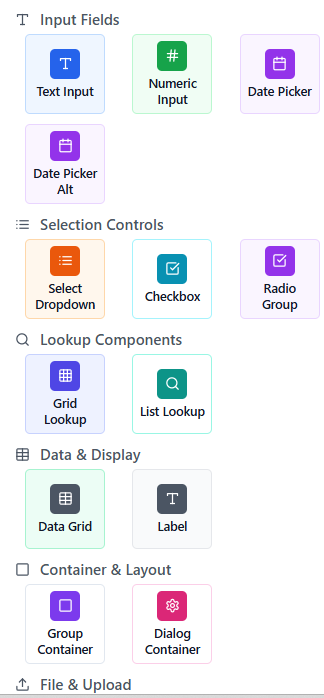 Input Fields
Text Input
Numeric
Input
Date Picker
Date Picker
Alt
Selection Controls
Select
Dropdown
Checkbox
Radio
Group
Lookup Components
Grid
Lookup
List Lookup
Data & Display
Data Grid
Label
Container & Layout
Group
Container
Dialog
Container
File & Upload